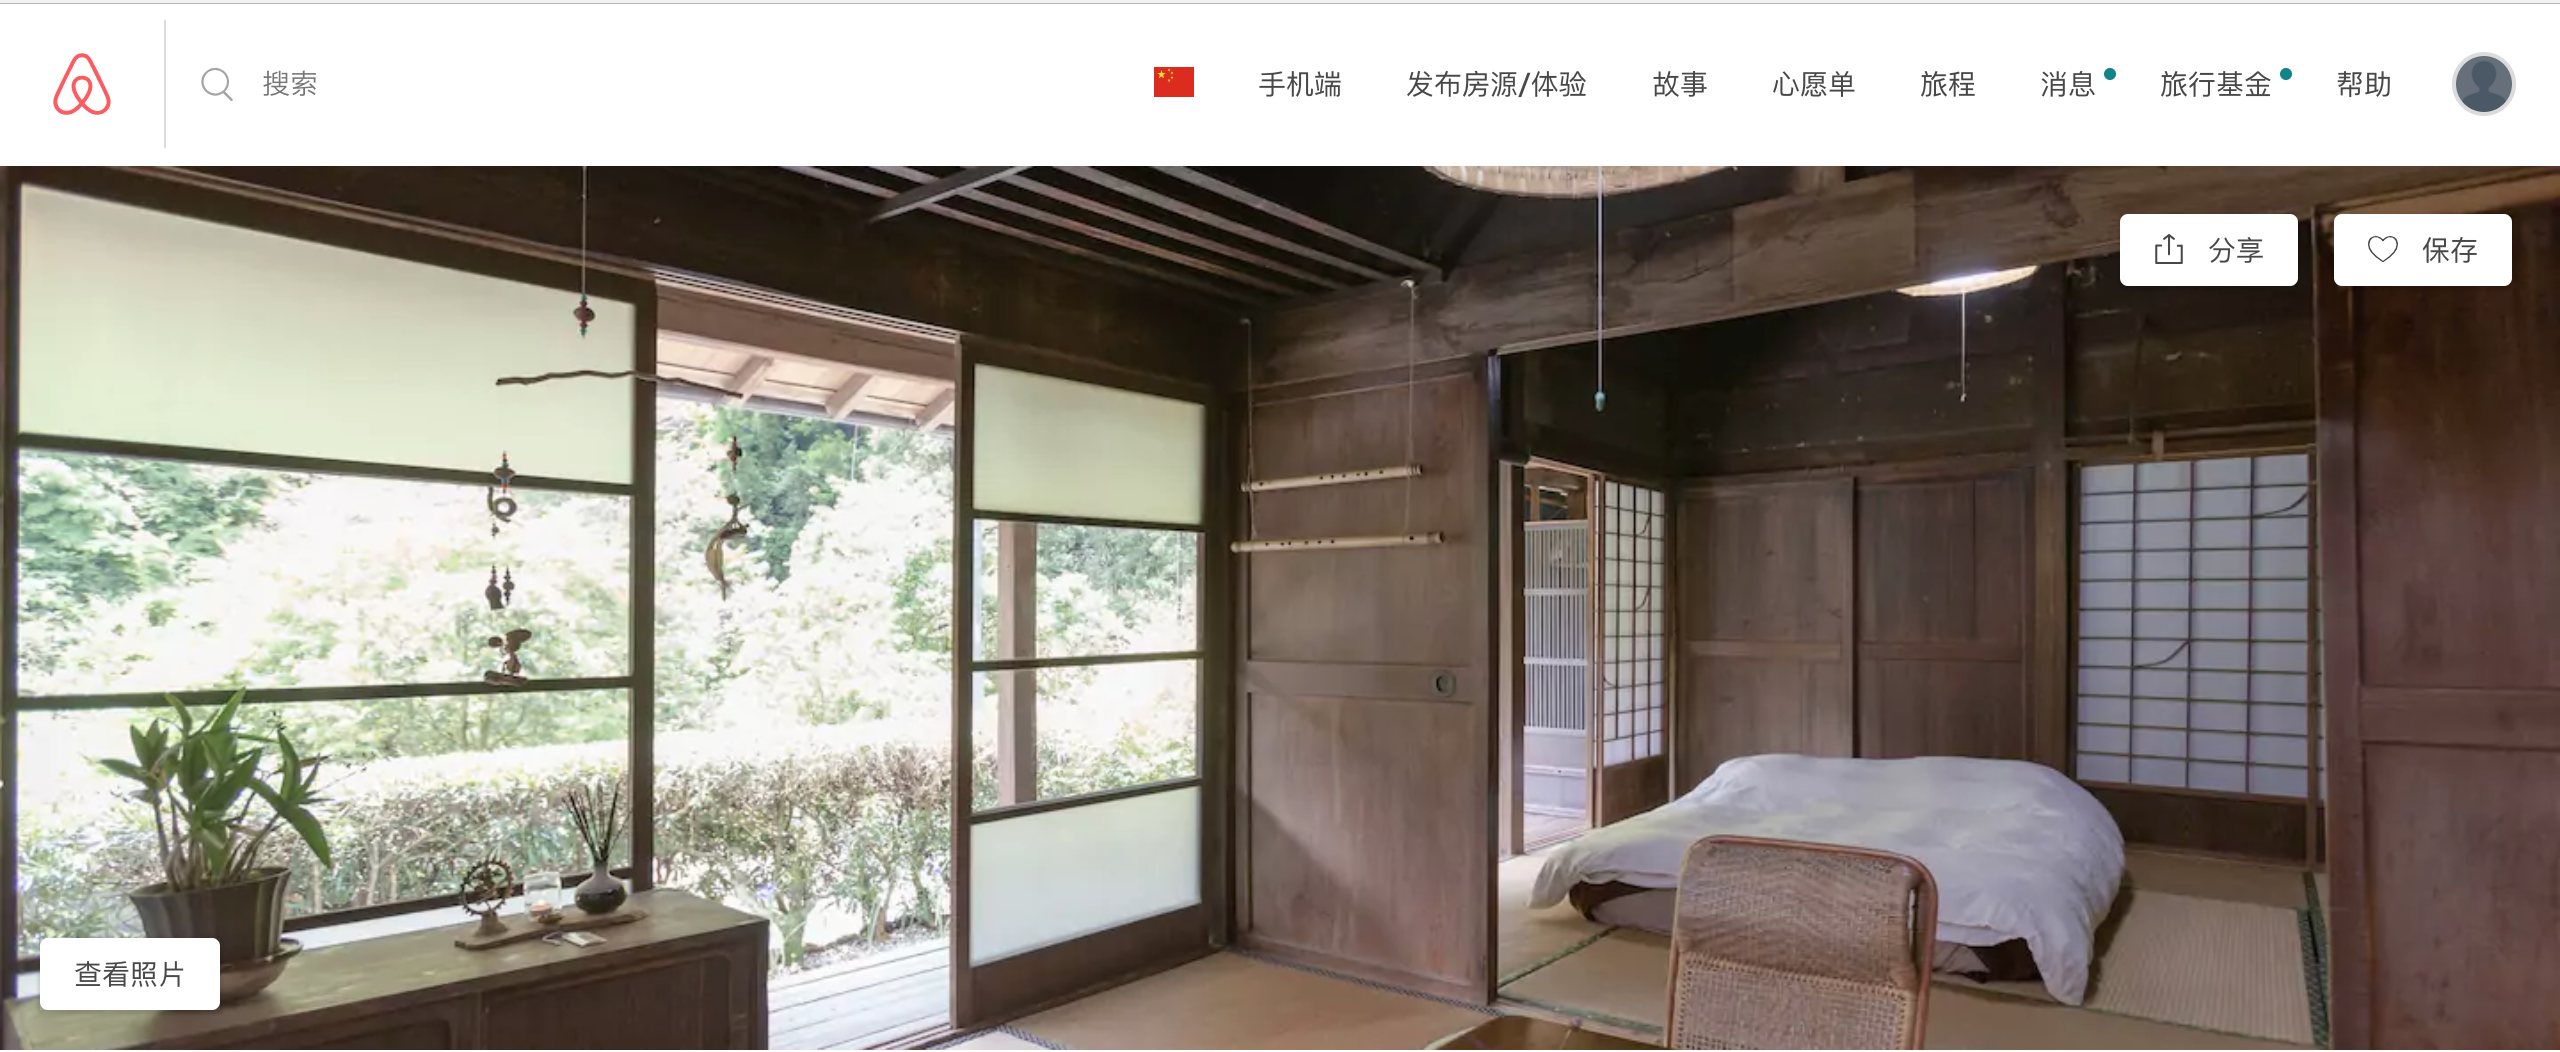 搜索
手机端 发布房源/体验 故事 心愿单 旅程 消息 旅行基金 帮助
分享 保存
查看照片